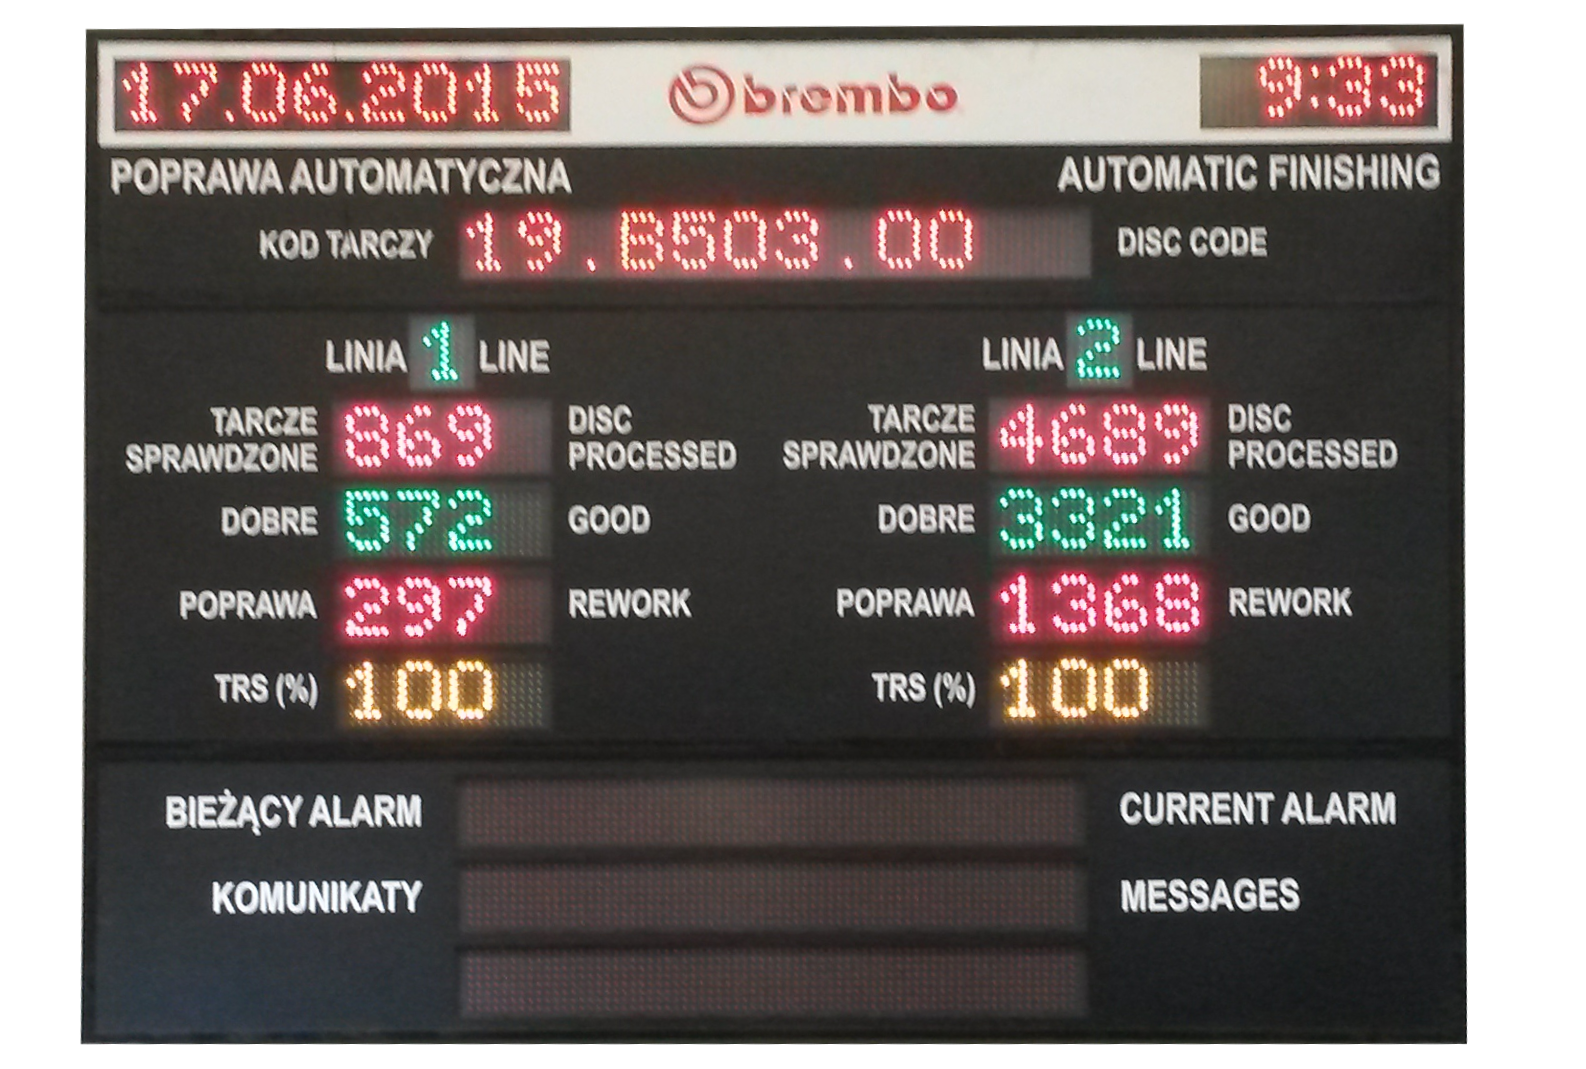 17.06.2015 brembo 9:33
POPRAWA AUTOMATYCZNA AUTOMATIC FINISHING
KOD TARCZY 19.B503.00 DISC CODE
LINIA 1 LINE LINIA 2 LINE
TARCZE SPRAWDZONE 869 DISC PROCESSED TARCZE SPRAWDZONE 4689 DISC PROCESSED
DOBRE 572 GOOD DOBRE 3321 GOOD
POPRAWA 297 REWORK POPRAWA 1368 REWORK
TRS (%) 100 TRS (%) 100
BIEŻĄCY ALARM CURRENT ALARM
KOMUNIKATY MESSAGES